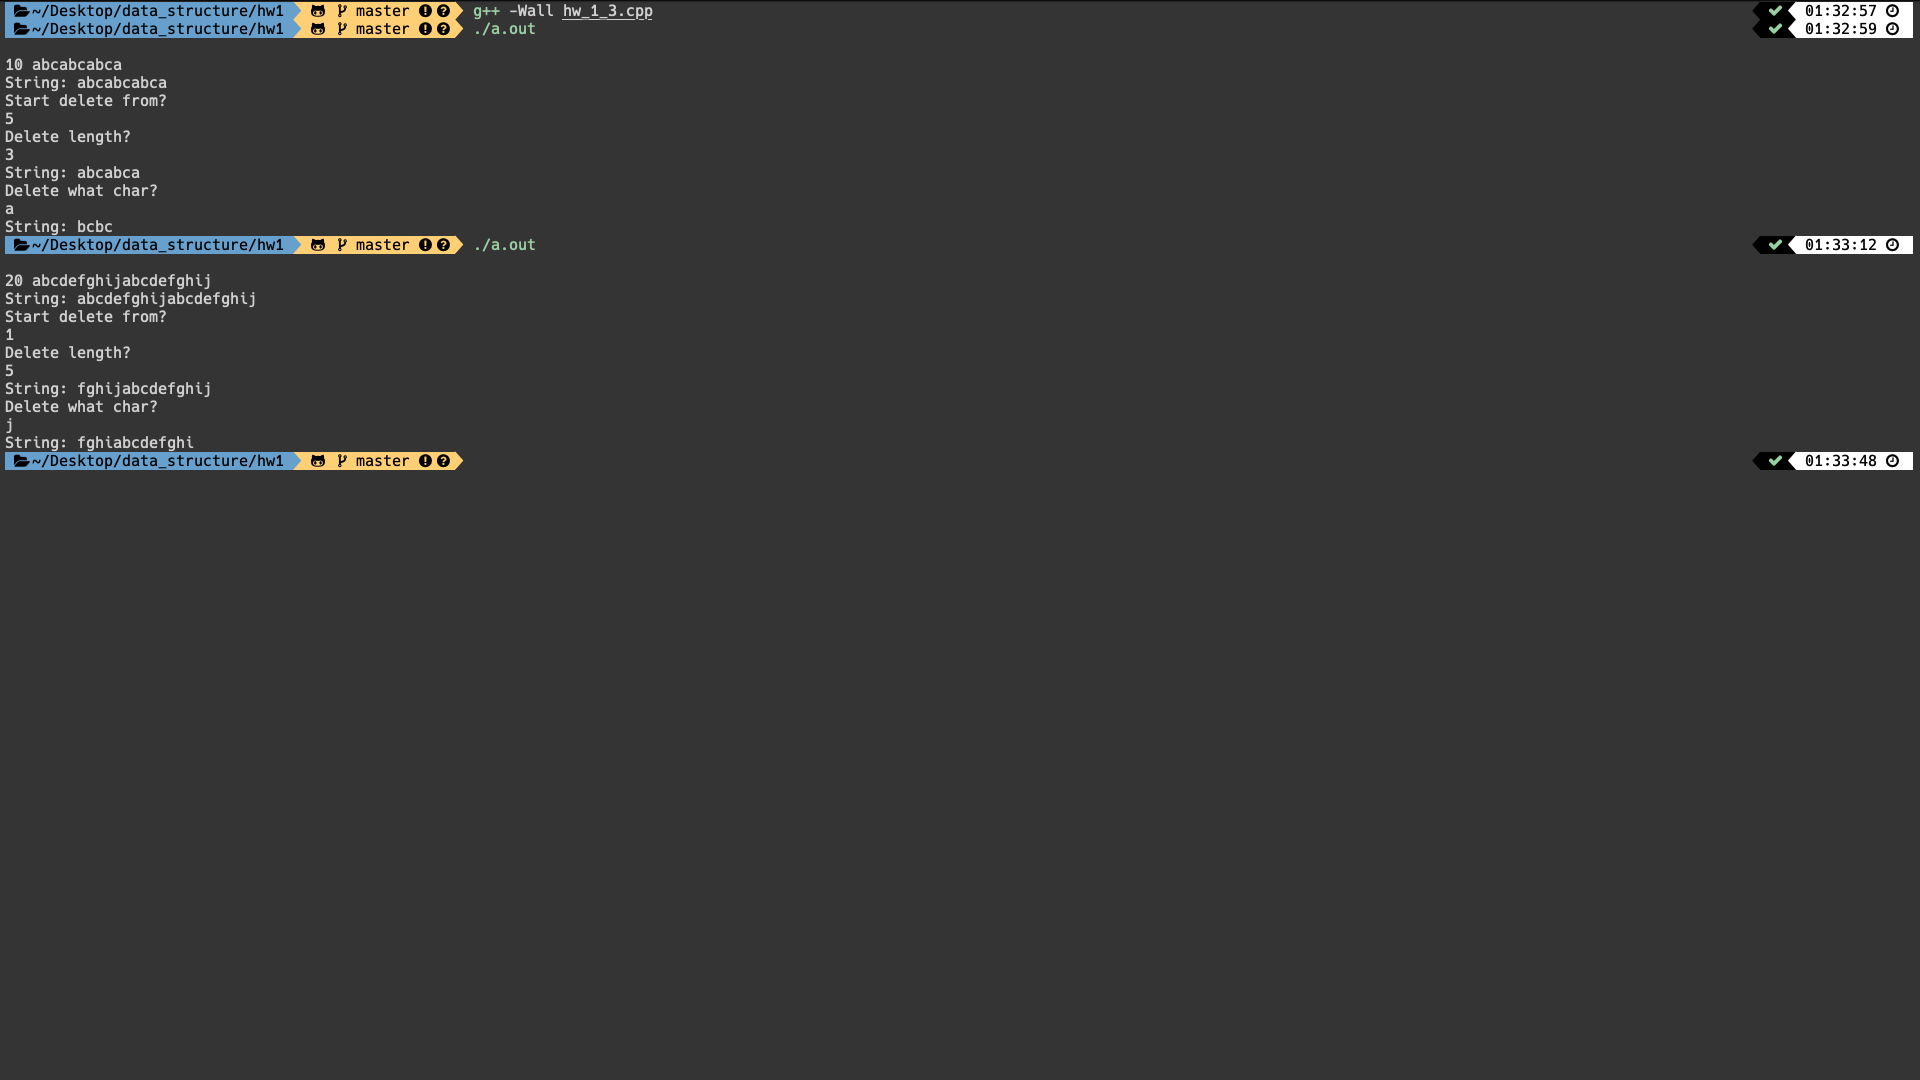 ~/Desktop/data_structure/hw1 master g++ -Wall hw_1_3.cpp 01:32:57
~/Desktop/data_structure/hw1 master ./a.out 01:32:59
10 abcabcabca
String: abcabcabca
Start delete from?
5
Delete length?
3
String: abcabca
Delete what char?
a
String: bcbc
~/Desktop/data_structure/hw1 master ./a.out 01:33:12
20 abcdefghijabcdefghij
String: abcdefghijabcdefghij
Start delete from?
1
Delete length?
5
String: fghijabcdefghij
Delete what char?
j
String: fghiabcdefghi
~/Desktop/data_structure/hw1 master 01:33:48